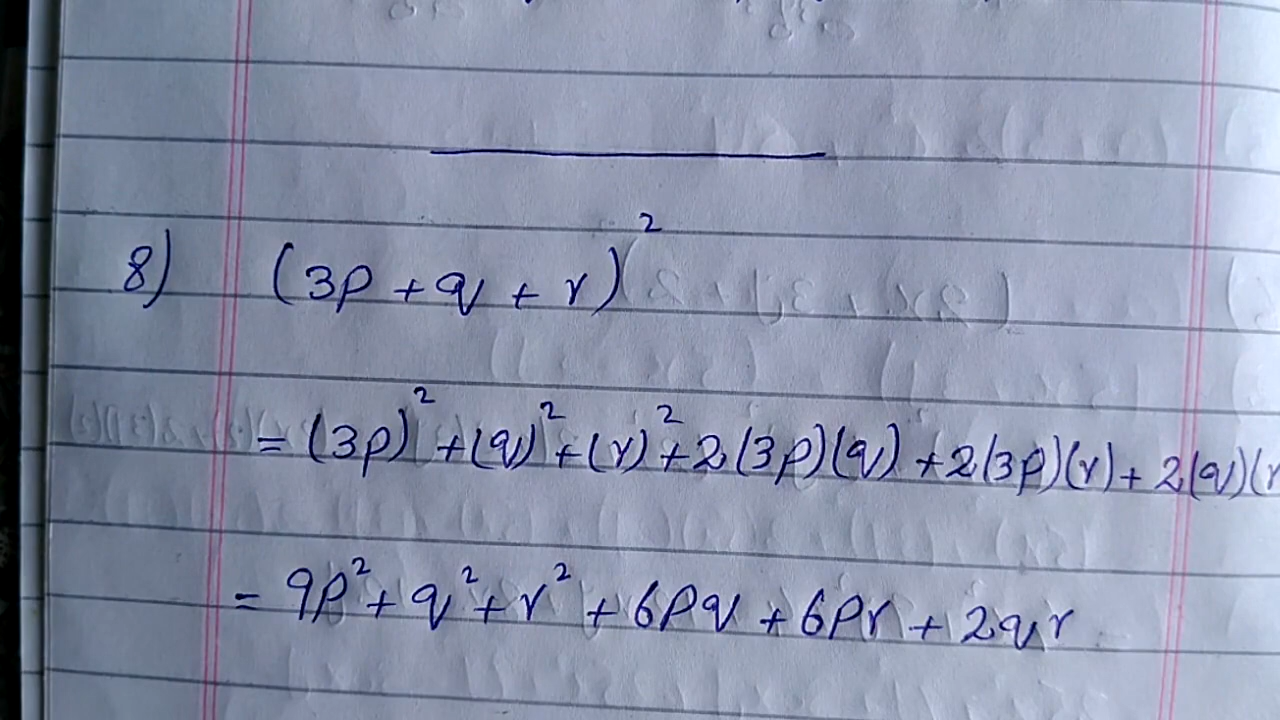 8) (3p + q + r)²
= (3p)² + (q)² + (r)² + 2(3p)(q) + 2(3p)(r) + 2(q)(r
= 9p² + q² + r² + 6pq + 6pr + 2qr